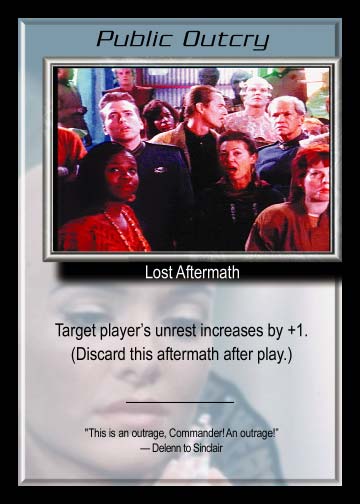 Public Outcry
Lost Aftermath
Target player's unrest increases by +1.
(Discard this aftermath after play.)
"This is an outrage, Commander! An outrage!"
— Delenn to Sinclair